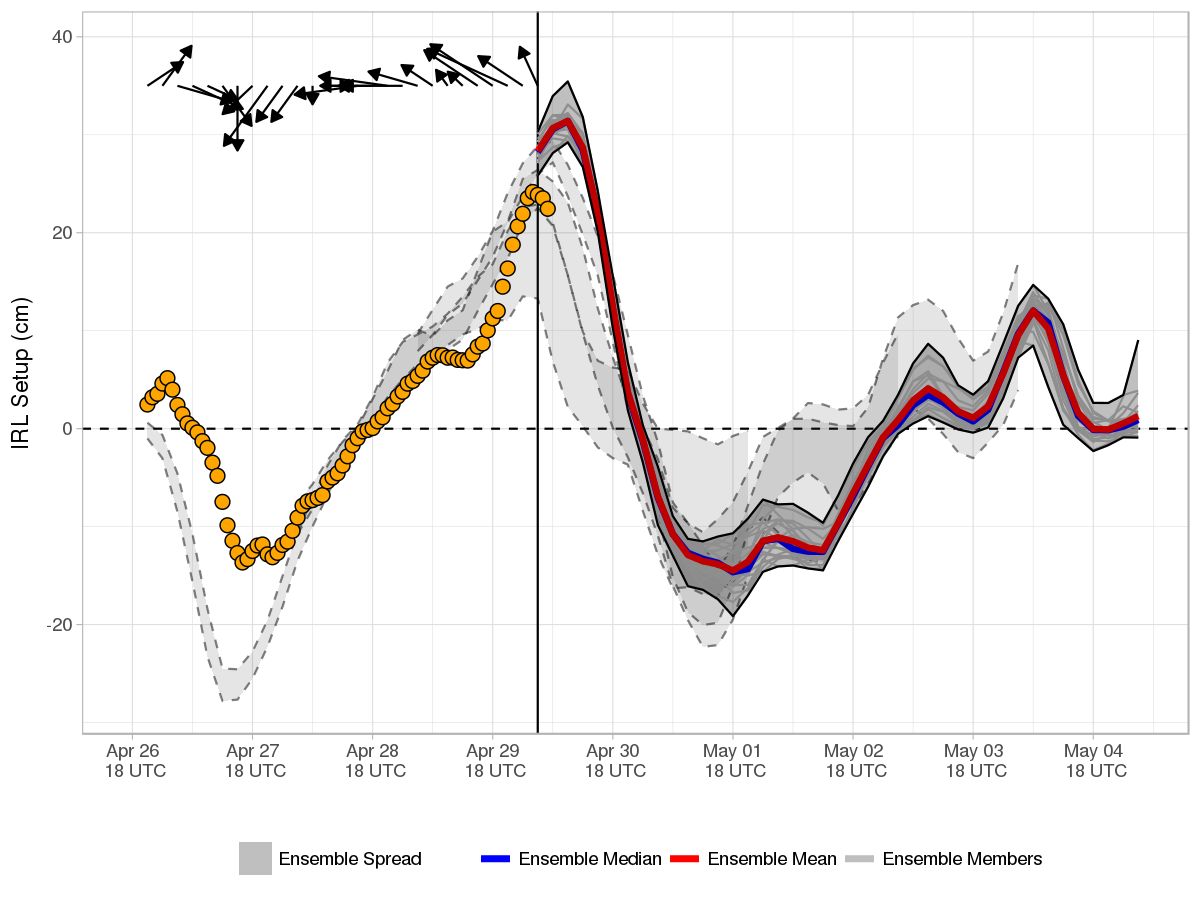 40
20
0
-20
IRL Setup (cm)
Apr 26 18 UTC
Apr 27 18 UTC
Apr 28 18 UTC
Apr 29 18 UTC
Apr 30 18 UTC
May 01 18 UTC
May 02 18 UTC
May 03 18 UTC
May 04 18 UTC
Ensemble Spread
Ensemble Median
Ensemble Mean
Ensemble Members